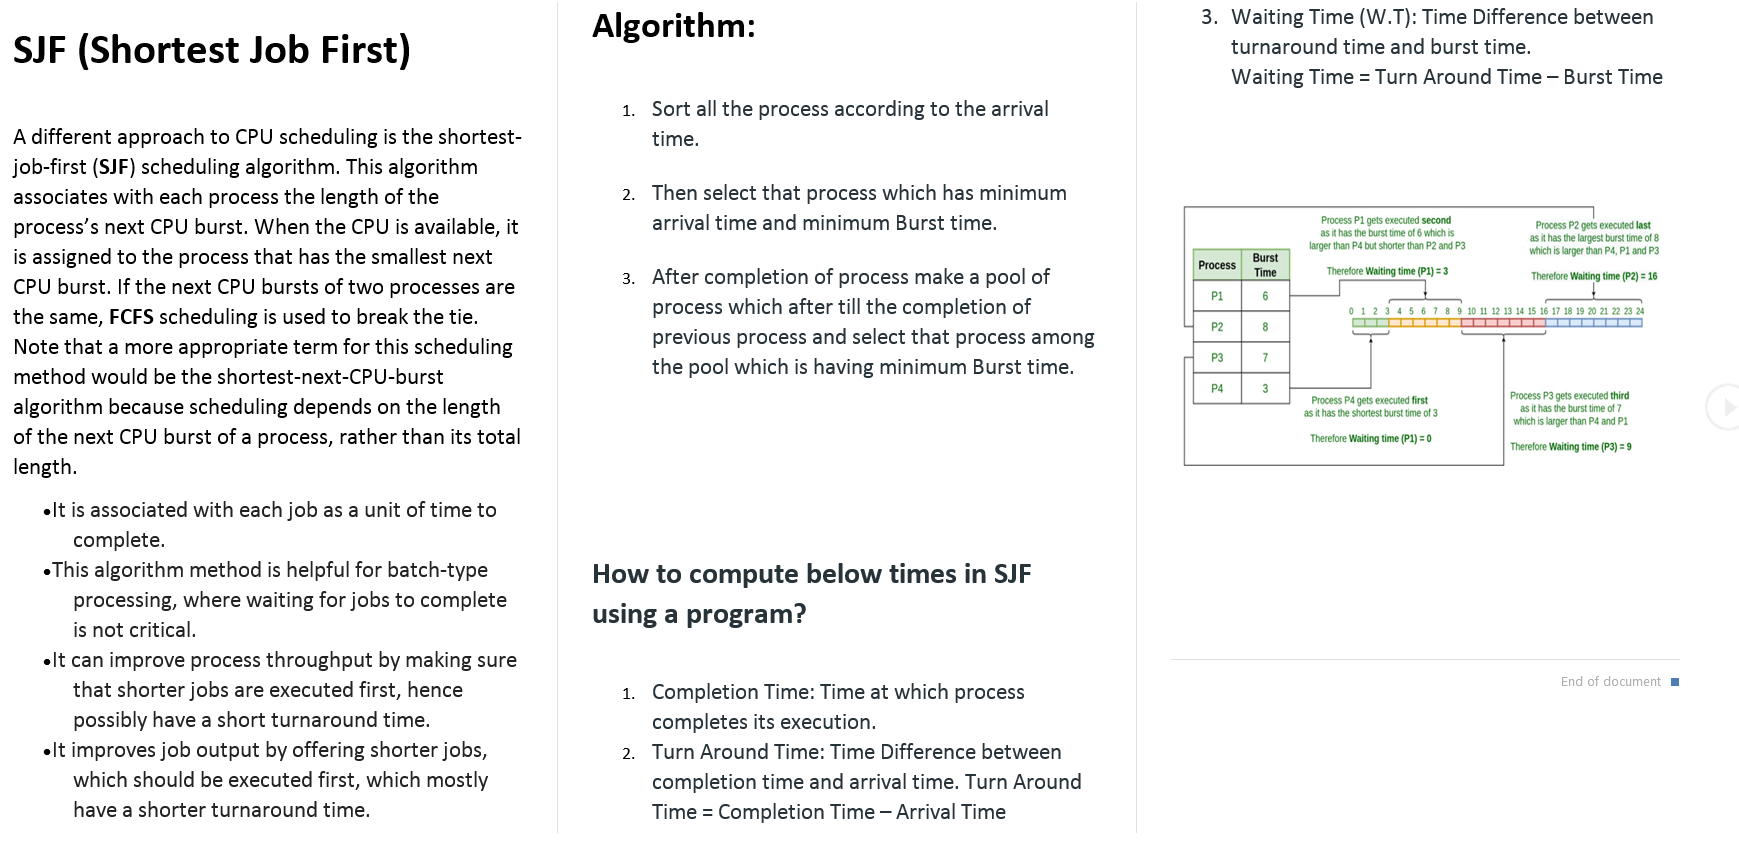 SJF (Shortest Job First)
A different approach to CPU scheduling is the shortest-
job-first (SJF) scheduling algorithm. This algorithm
associates with each process the length of the
process’s next CPU burst. When the CPU is available, it
is assigned to the process that has the smallest next
CPU burst. If the next CPU bursts of two processes are
the same, FCFS scheduling is used to break the tie.
Note that a more appropriate term for this scheduling
method would be the shortest-next-CPU-burst
algorithm because scheduling depends on the length
of the next CPU burst of a process, rather than its total
length.
•It is associated with each job as a unit of time to
complete.
•This algorithm method is helpful for batch-type
processing, where waiting for jobs to complete
is not critical.
•It can improve process throughput by making sure
that shorter jobs are executed first, hence
possibly have a short turnaround time.
•It improves job output by offering shorter jobs,
which should be executed first, which mostly
have a shorter turnaround time.
Algorithm:
1. Sort all the process according to the arrival
time.
2. Then select that process which has minimum
arrival time and minimum Burst time.
3. After completion of process make a pool of
process which after till the completion of
previous process and select that process among
the pool which is having minimum Burst time.
How to compute below times in SJF
using a program?
1. Completion Time: Time at which process
completes its execution.
2. Turn Around Time: Time Difference between
completion time and arrival time. Turn Around
Time = Completion Time – Arrival Time
3. Waiting Time (W.T): Time Difference between
turnaround time and burst time.
Waiting Time = Turn Around Time – Burst Time
Process P1 gets executed second
as it has the burst time of 6 which is
larger than P4 but shorter than P2 and P3
Therefore Waiting time (P1) = 3
Process P2 gets executed last
as it has the largest burst time of 8
which is larger than P4, P1 and P3
Therefore Waiting time (P2) = 16
Process Burst Time
P1 6
P2 8
P3 7
P4 3
0 1 2 3 4 5 6 7 8 9 10 11 12 13 14 15 16 17 18 19 20 21 22 23 24
Process P4 gets executed first
as it has the shortest burst time of 3
Therefore Waiting time (P1) = 0
Process P3 gets executed third
as it has the burst time of 7
which is larger than P4 and P1
Therefore Waiting time (P3) = 9
End of document